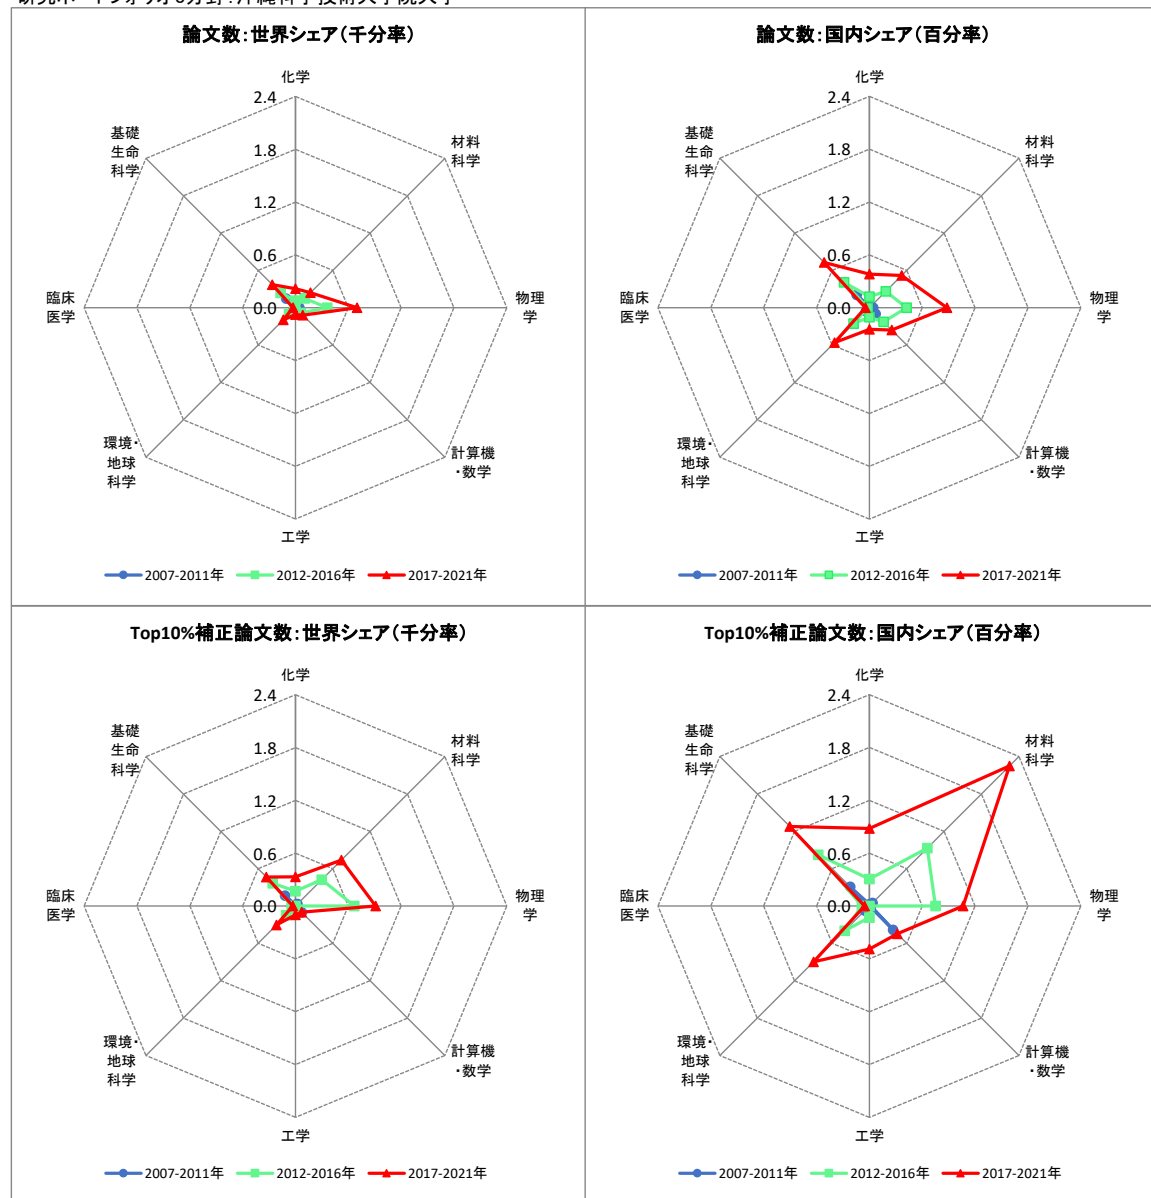 論文数：世界シェア（千分率）
化学
材料
科学
物理
学
計算機
・数学
工学
環境・
地球
科学
臨床
医学
基礎
生命
科学
2.4
1.8
1.2
0.6
0.0
2007-2011年 2012-2016年 2017-2021年
論文数：国内シェア（百分率）
化学
材料
科学
物理
学
計算機
・数学
工学
環境・
地球
科学
臨床
医学
基礎
生命
科学
2.4
1.8
1.2
0.6
0.0
2007-2011年 2012-2016年 2017-2021年
Top10%補正論文数：世界シェア（千分率）
化学
材料
科学
物理
学
計算機
・数学
工学
環境・
地球
科学
臨床
医学
基礎
生命
科学
2.4
1.8
1.2
0.6
0.0
2007-2011年 2012-2016年 2017-2021年
Top10%補正論文数：国内シェア（百分率）
化学
材料
科学
物理
学
計算機
・数学
工学
環境・
地球
科学
臨床
医学
基礎
生命
科学
2.4
1.8
1.2
0.6
0.0
2007-2011年 2012-2016年 2017-2021年